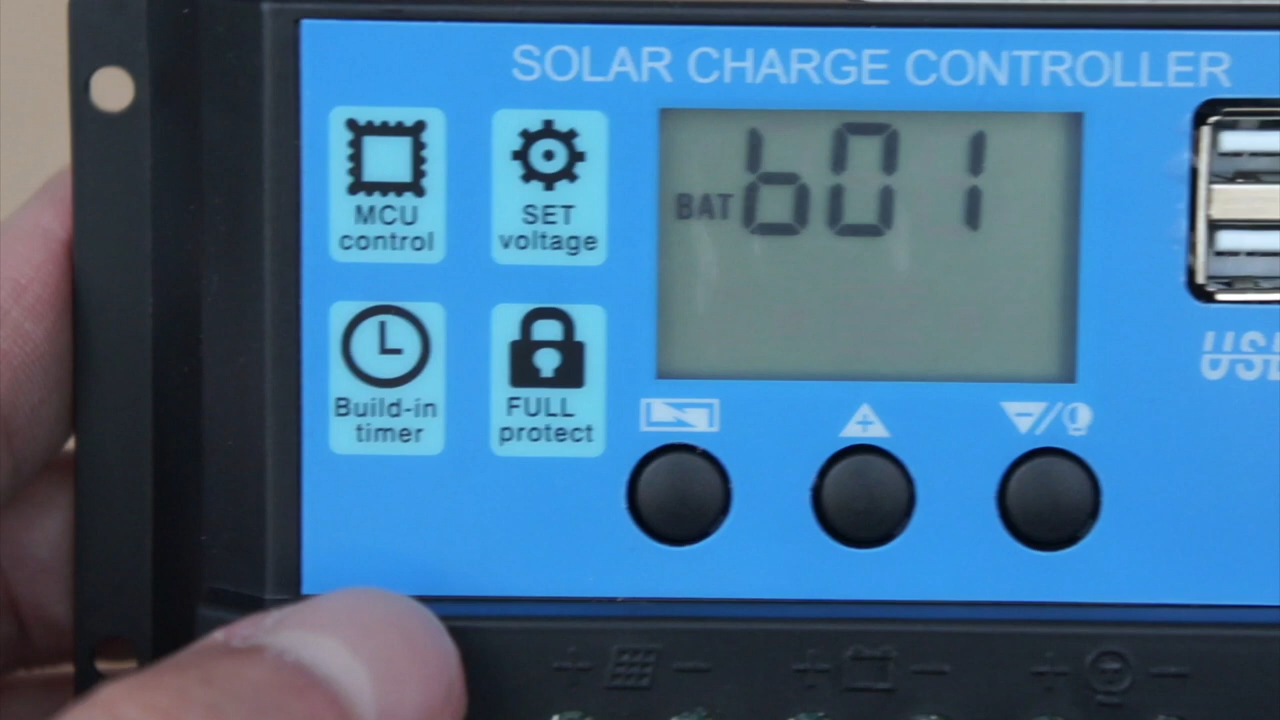 SOLAR CHARGE CONTROLLER
MCU
control
SET
voltage
BAT b01
Build-in
timer
FULL
protect
USB